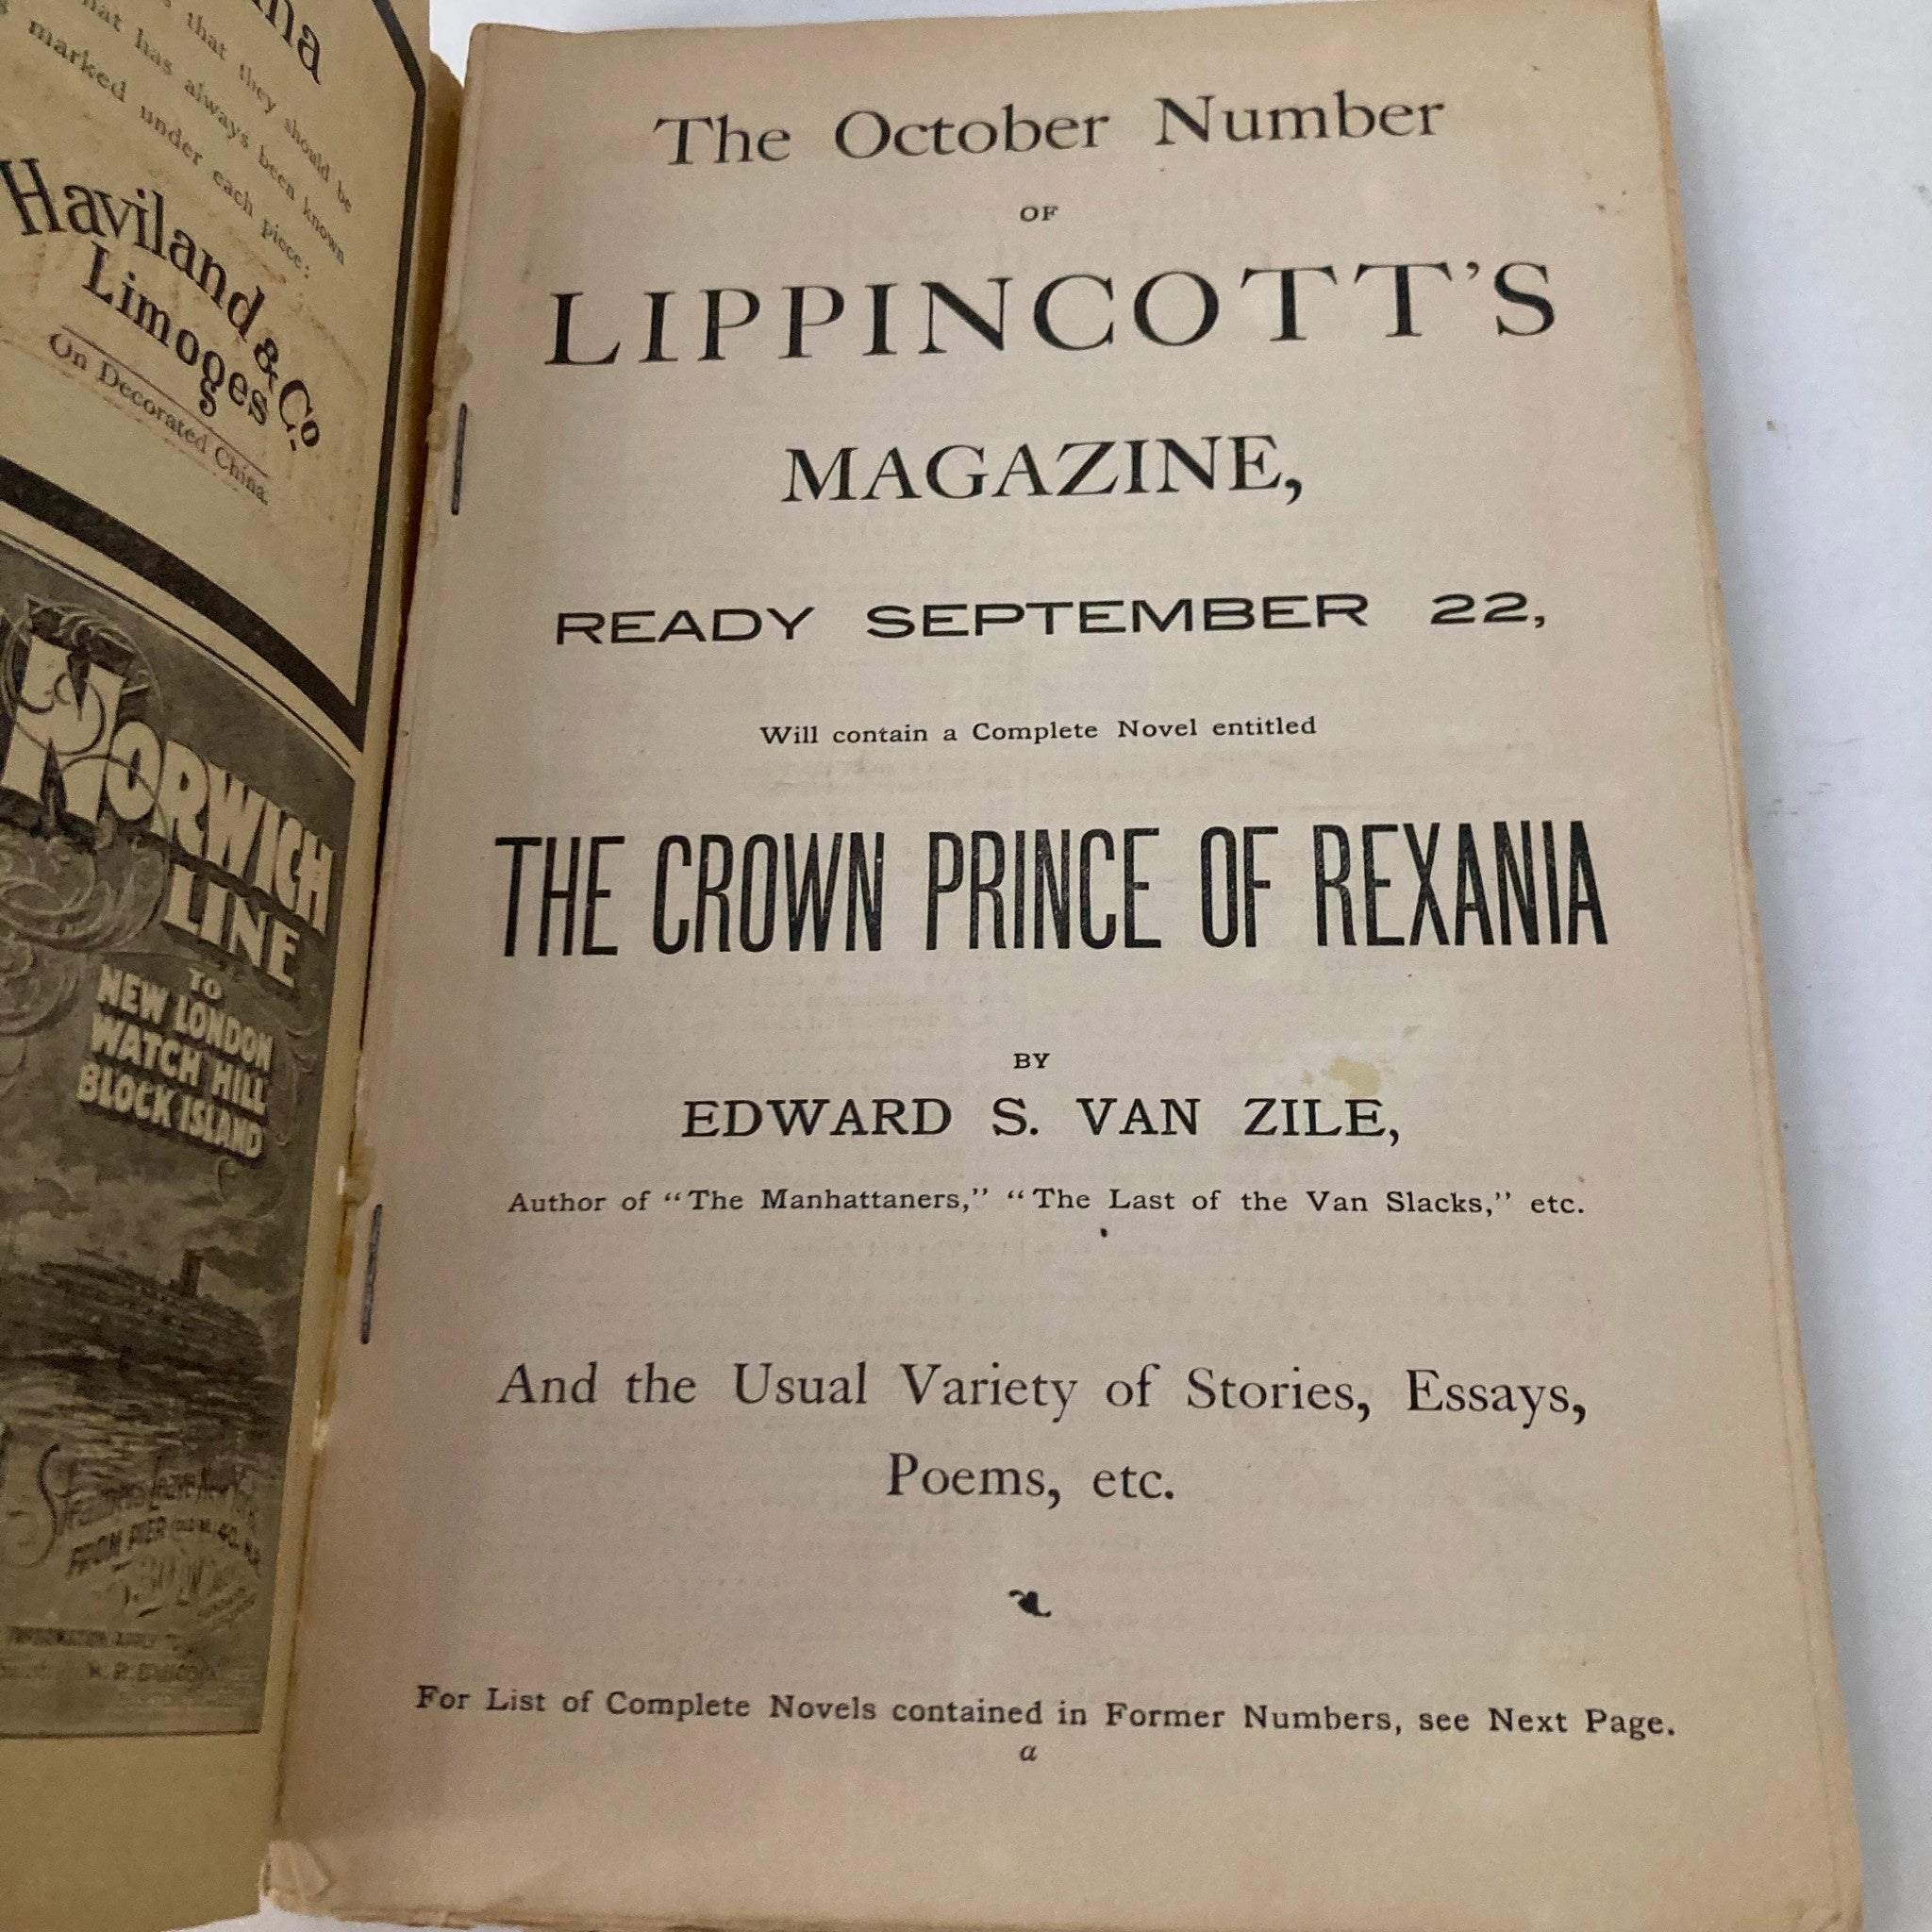 that they should be
that has always been known
marked under each piece:
Haviland & Co.
Limoges
On Decorated China.
NORWICH
LINE
TO
NEW LONDON
WATCH HILL
BLOCK ISLAND
FROM PIER 40, N.R.
The October Number
OF
LIPPINCOTT'S
MAGAZINE,
READY SEPTEMBER 22,
Will contain a Complete Novel entitled
THE CROWN PRINCE OF REXANIA
BY
EDWARD S. VAN ZILE,
Author of “The Manhattaners,” “The Last of the Van Slacks,” etc.
And the Usual Variety of Stories, Essays,
Poems, etc.
For List of Complete Novels contained in Former Numbers, see Next Page.
a